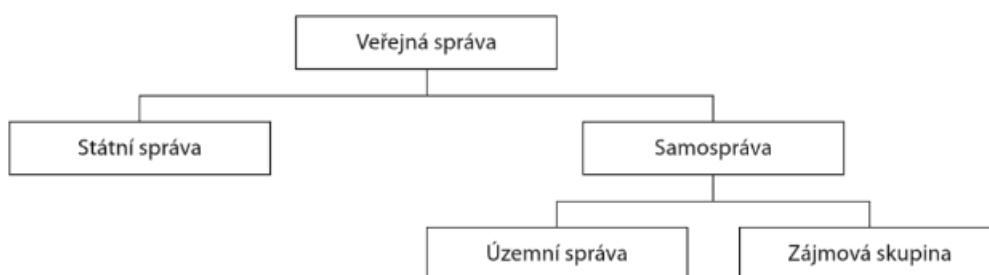 Veřejná správa
Státní správa
Samospráva
Územní správa
Zájmová skupina